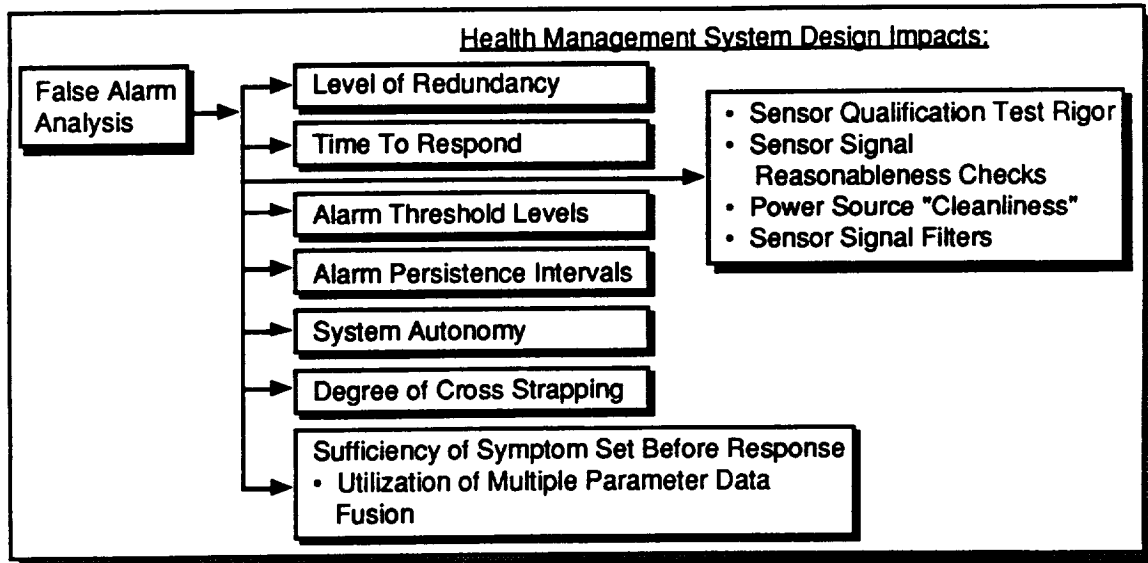 Health Management System Design Impacts:
False Alarm
Analysis
Level of Redundancy
Time To Respond
Alarm Threshold Levels
Alarm Persistence Intervals
System Autonomy
Degree of Cross Strapping
Sufficiency of Symptom Set Before Response
• Utilization of Multiple Parameter Data
Fusion
• Sensor Qualification Test Rigor
• Sensor Signal
Reasonableness Checks
• Power Source "Cleanliness"
• Sensor Signal Filters